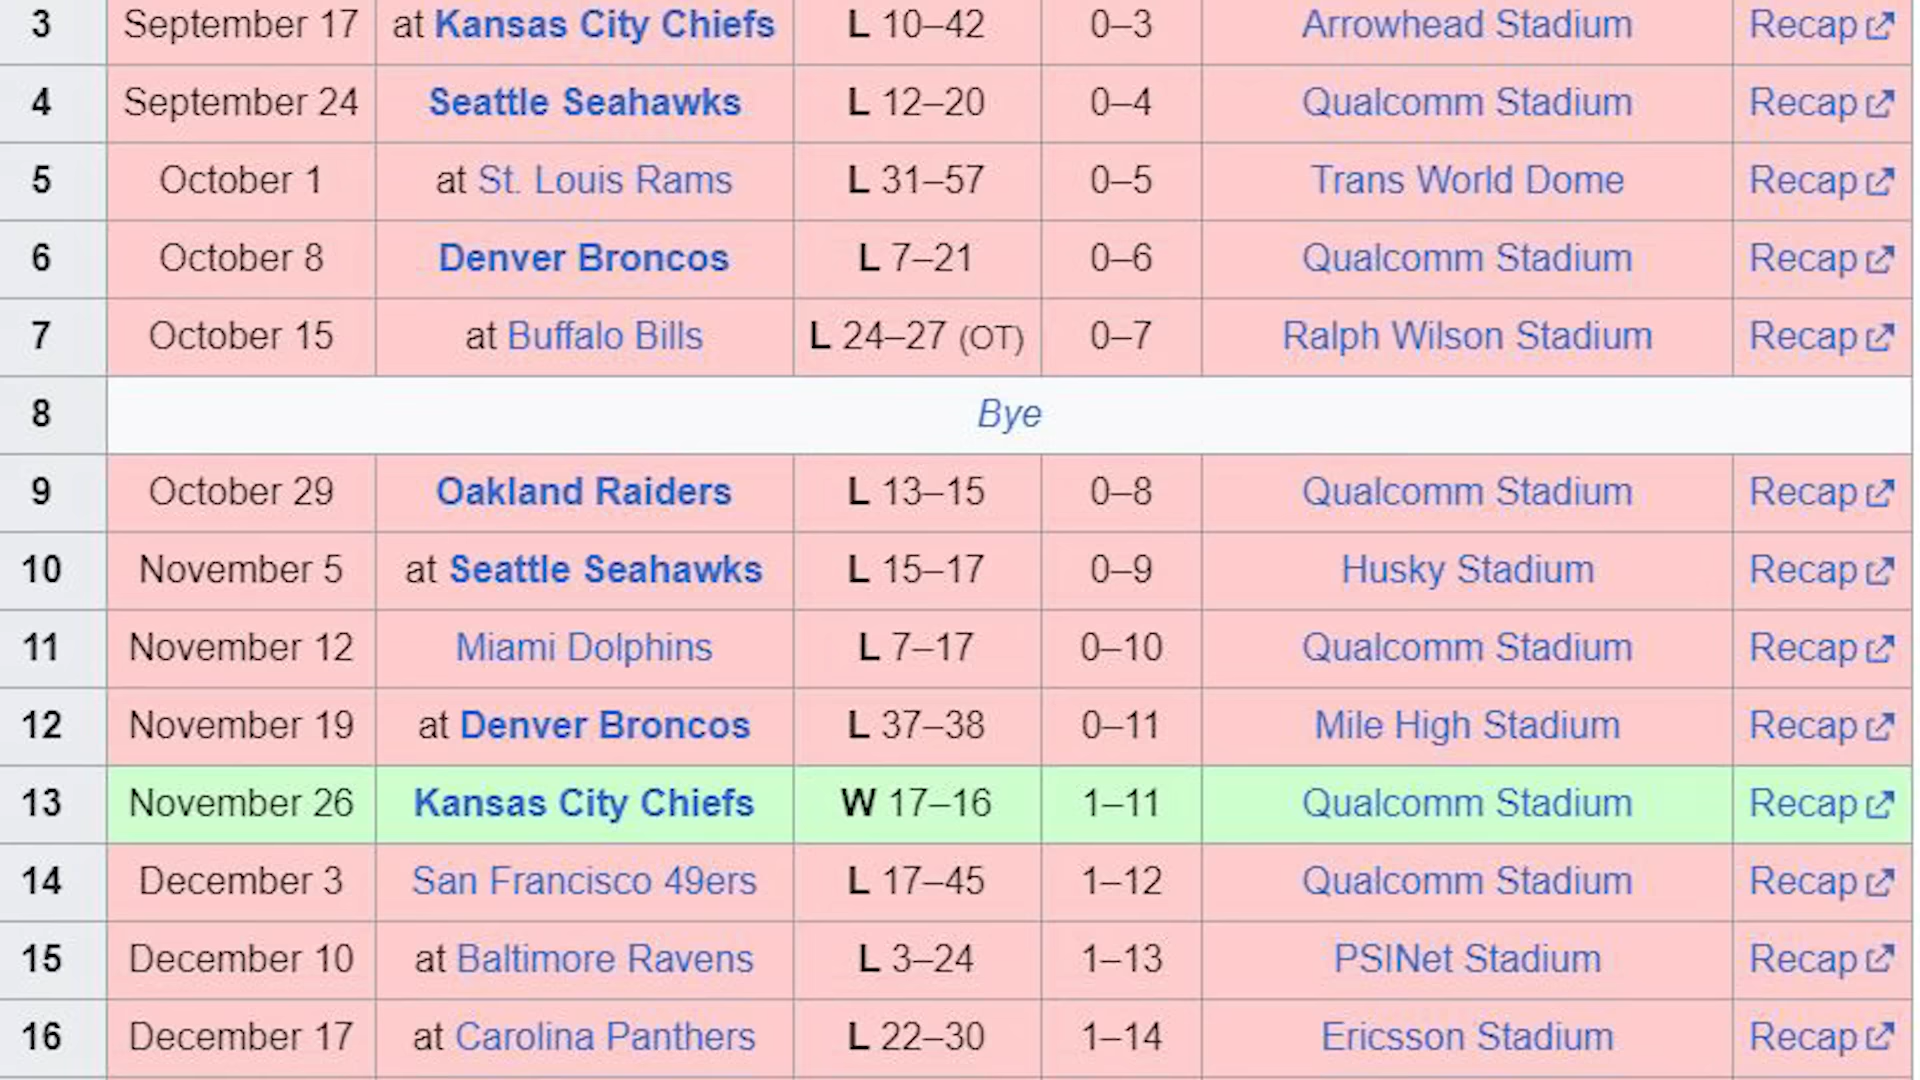 3 September 17 at Kansas City Chiefs L 10–42 0–3 Arrowhead Stadium Recap
4 September 24 Seattle Seahawks L 12–20 0–4 Qualcomm Stadium Recap
5 October 1 at St. Louis Rams L 31–57 0–5 Trans World Dome Recap
6 October 8 Denver Broncos L 7–21 0–6 Qualcomm Stadium Recap
7 October 15 at Buffalo Bills L 24–27 (OT) 0–7 Ralph Wilson Stadium Recap
8 Bye
9 October 29 Oakland Raiders L 13–15 0–8 Qualcomm Stadium Recap
10 November 5 at Seattle Seahawks L 15–17 0–9 Husky Stadium Recap
11 November 12 Miami Dolphins L 7–17 0–10 Qualcomm Stadium Recap
12 November 19 at Denver Broncos L 37–38 0–11 Mile High Stadium Recap
13 November 26 Kansas City Chiefs W 17–16 1–11 Qualcomm Stadium Recap
14 December 3 San Francisco 49ers L 17–45 1–12 Qualcomm Stadium Recap
15 December 10 at Baltimore Ravens L 3–24 1–13 PSINet Stadium Recap
16 December 17 at Carolina Panthers L 22–30 1–14 Ericsson Stadium Recap